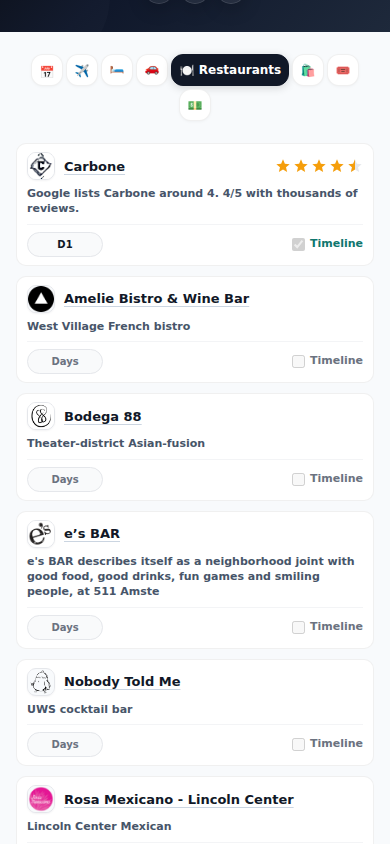 Restaurants
Carbone
Google lists Carbone around 4. 4/5 with thousands of
reviews.
D1
Timeline
Amelie Bistro & Wine Bar
West Village French bistro
Days
Timeline
Bodega 88
Theater-district Asian-fusion
Days
Timeline
e's
e’s BAR
e's BAR describes itself as a neighborhood joint with
good food, good drinks, fun games and smiling
people, at 511 Amste
Days
Timeline
Nobody Told Me
UWS cocktail bar
Days
Timeline
Rosa Mexicano - Lincoln Center
Lincoln Center Mexican